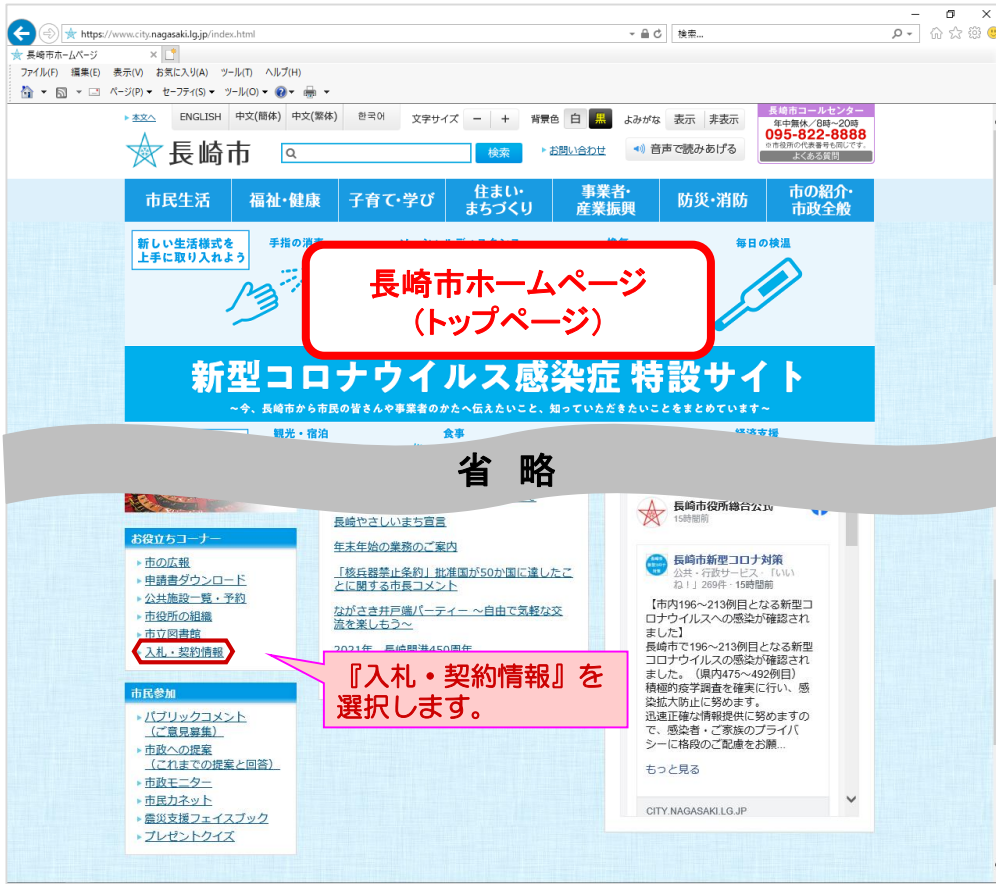 https://www.city.nagasaki.lg.jp/index.html
検索...
長崎市ホームページ
ファイル(F) 編集(E) 表示(V) お気に入り(A) ツール(T) ヘルプ(H)
ページ(P) セーフティ(S) ツール(O)
本文へ ENGLISH 中文(簡体) 中文(繁体) 한국어 文字サイズ － ＋ 背景色 白 黒 よみがな 表示 非表示
長崎市コールセンター
年中無休／8時～20時
095-822-8888
※市役所の代表番号も同じです。
よくある質問
長崎市 検索 お問い合わせ 音声で読みあげる
市民生活 福祉・健康 子育て・学び 住まい・まちづくり 事業者・産業振興 防災・消防 市の紹介・市政全般
新しい生活様式を
上手に取り入れよう
手指の消毒
毎日の検温
長崎市ホームページ
（トップページ）
新型コロナウイルス感染症 特設サイト
～今、長崎市から市民の皆さんや事業者のかたへ伝えたいこと、知っていただきたいことをまとめています～
観光・宿泊 食事 経済支援
省 略
お役立ちコーナー
市の広報
申請書ダウンロード
公共施設一覧・予約
市役所の組織
市立図書館
入札・契約情報
市民参加
パブリックコメント
（ご意見募集）
市政への提案
（これまでの提案と回答）
市政モニター
市民力ネット
震災支援フェイスブック
プレゼントクイズ
長崎やさしいまち宣言
年末年始の業務のご案内
「核兵器禁止条約」批准国が50か国に達したこ
とに関する市長コメント
ながさき井戸端パーティー ～自由で気軽な交
流を楽しもう～
2021年 長崎開港450周年
『入札・契約情報』を
選択します。
長崎市役所総合公式
15時間前
長崎市新型コロナ対策
公共・行政サービス・「いい
ね！」269件・15時間前
【市内196～213例目となる新型コ
ロナウイルスへの感染が確認され
ました】
長崎市で196～213例目となる新型
コロナウイルスの感染が確認され
ました。（県内475～492例目）
積極的疫学調査を確実に行い、感
染拡大防止に努めます。
迅速正確な情報提供に努めますの
で、感染者・ご家族のプライバ
シーに格段のご配慮をお願...
もっと見る
CITY.NAGASAKI.LG.JP